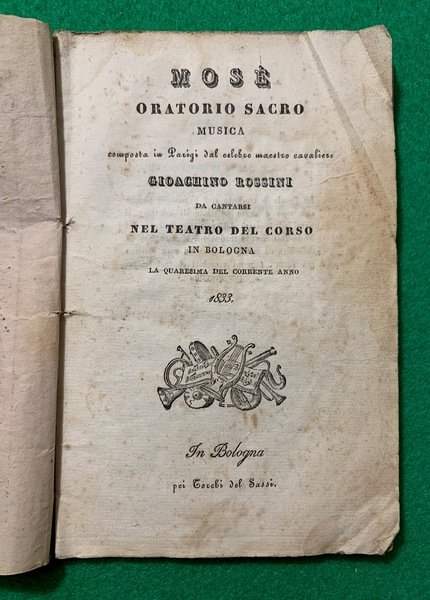 MOSÈ
ORATORIO SACRO
MUSICA
composta in Parigi dal celebre maestro cavaliere
GIOACHINO ROSSINI
DA CANTARSI
NEL TEATRO DEL CORSO
IN BOLOGNA
LA QUARESIMA DEL CORRENTE ANNO
1833.
In Bologna
pei Torchi del Sassi.